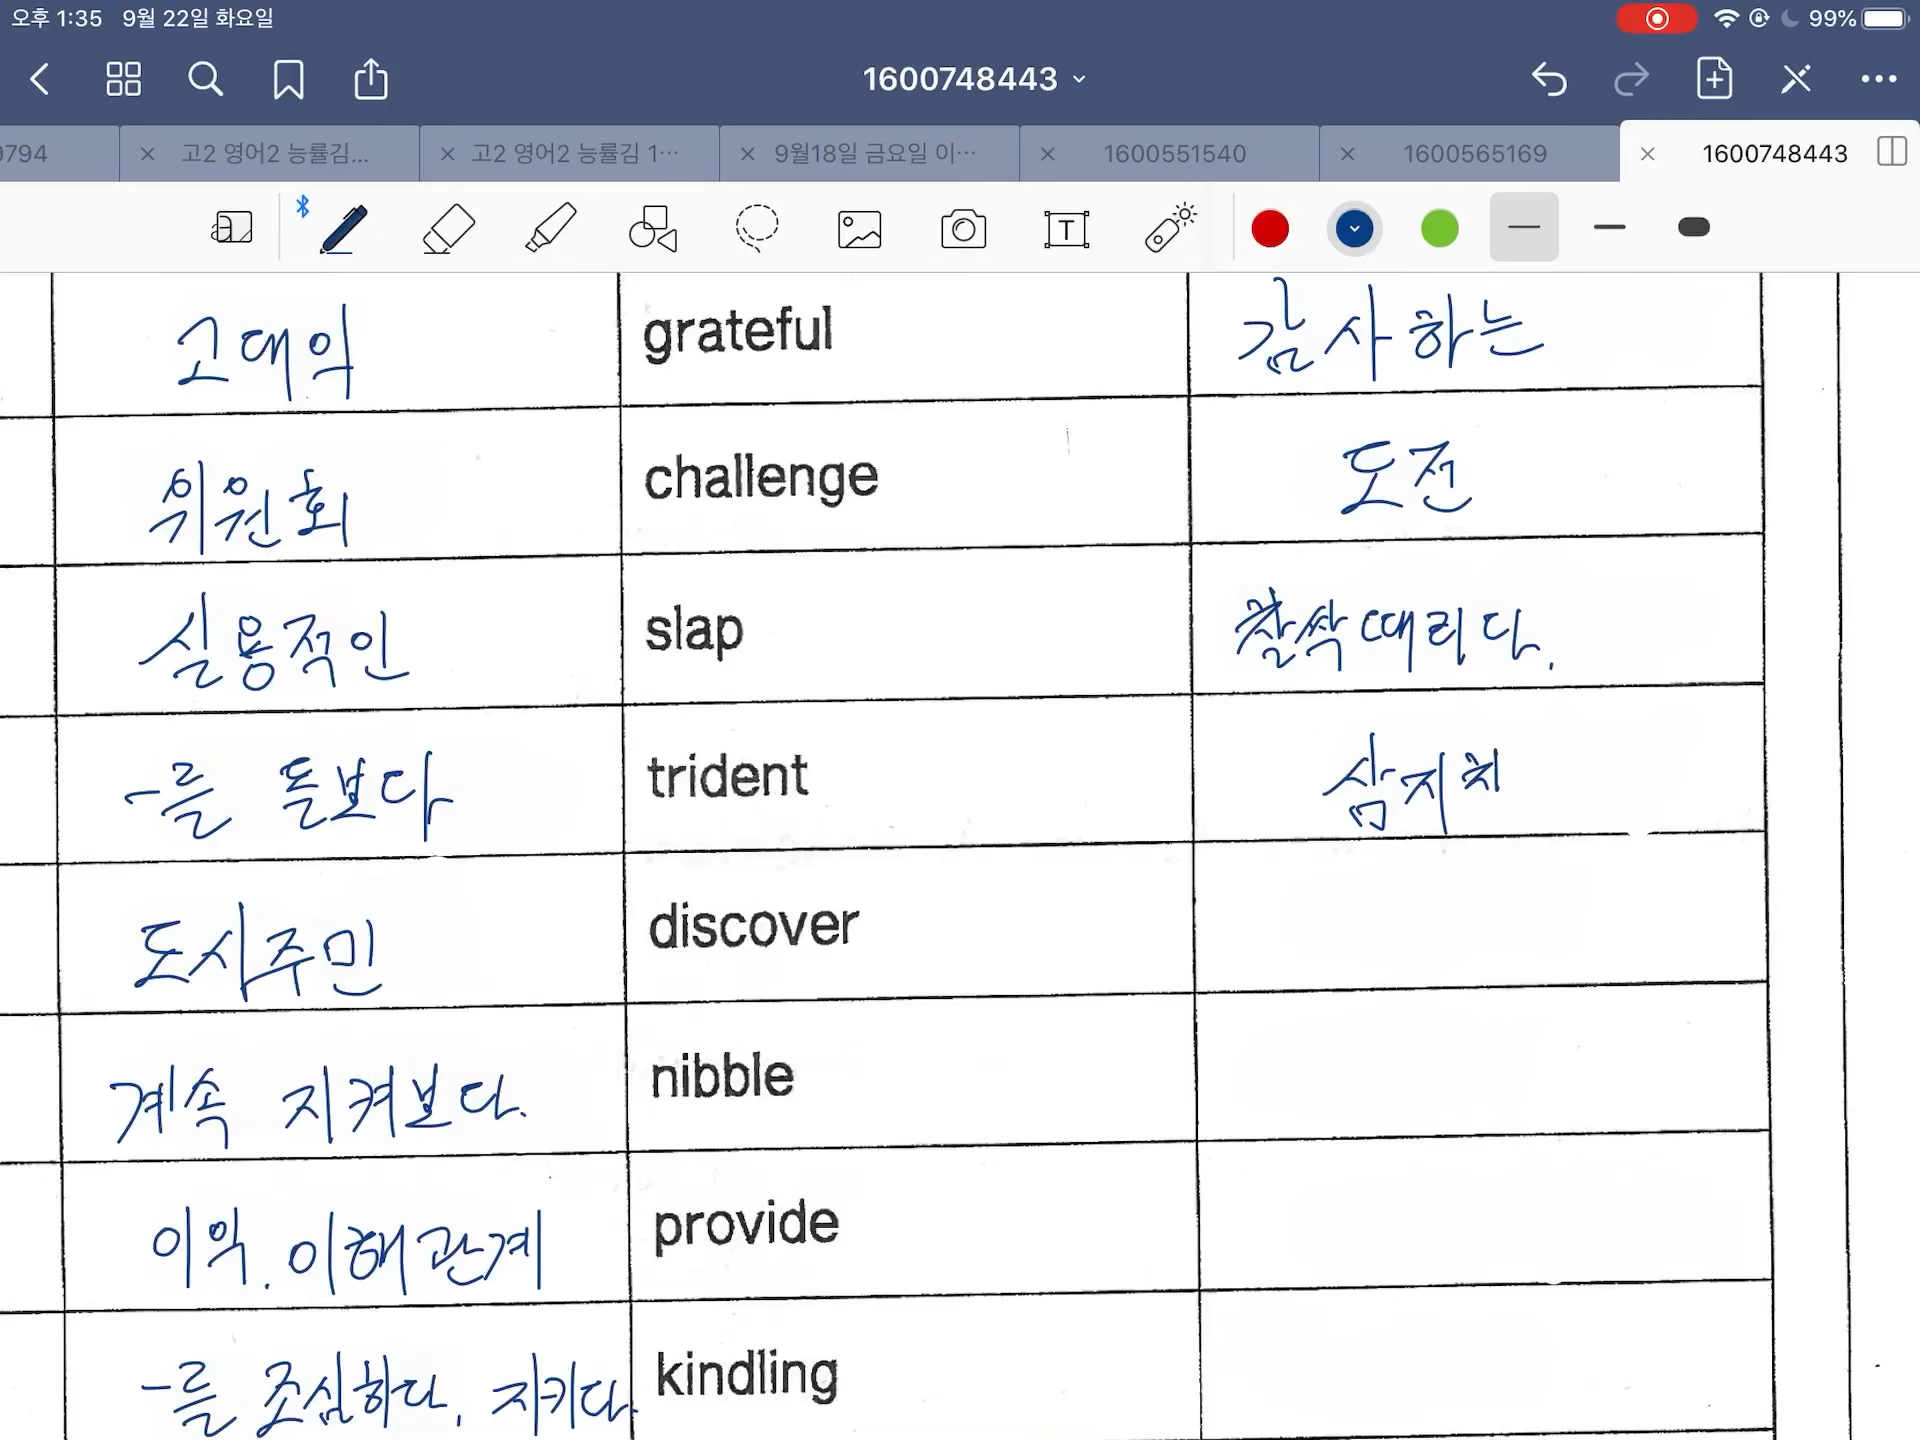 오후 1:35 9월 22일 화요일 99%
1600748443
9794 고2 영어2 능률김... 고2 영어2 능률김 1... 9월18일 금요일 이... 1600551540 1600565169 1600748443
고대의 grateful 감사하는
위원회 challenge 도전
실용적인 slap 찰싹때리다.
-를 돌보다 trident 삼지치
도시주민 discover
계속 지켜보다. nibble
이익. 이해관계 provide
-를 조심하다, 지키다. kindling